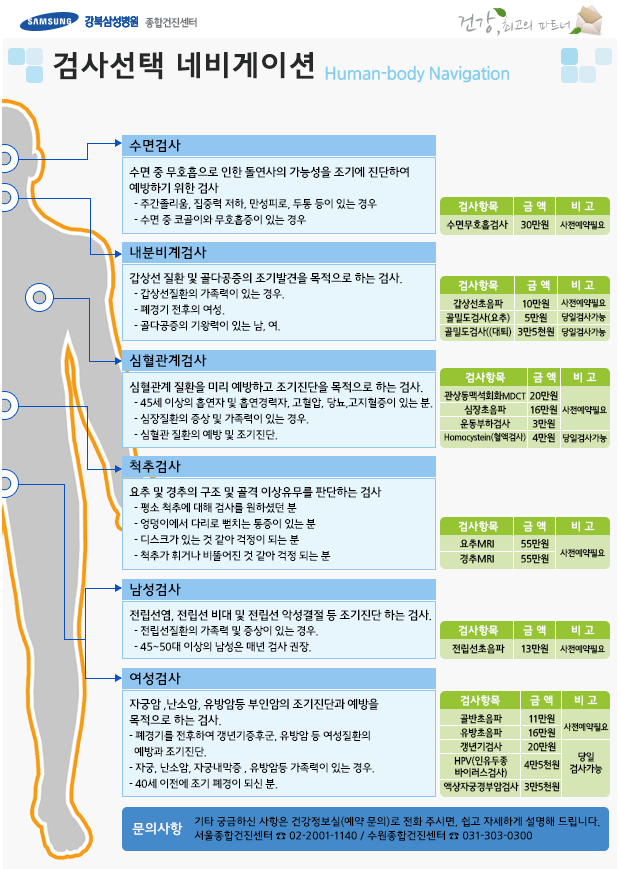 SAMSUNG 강북삼성병원 종합건진센터
건강, 최고의 파트너
검사선택 네비게이션 Human-body Navigation
수면검사
수면 중 무호흡으로 인한 돌연사의 가능성을 조기에 진단하여
예방하기 위한 검사
- 주간졸리움, 집중력 저하, 만성피로, 두통 등이 있는 경우
- 수면 중 코골이와 무호흡증이 있는 경우
검사항목 금 액 비 고
수면무호흡검사 30만원 사전예약필요
내분비계검사
갑상선 질환 및 골다공증의 조기발견을 목적으로 하는 검사.
- 갑상선질환의 가족력이 있는 경우.
- 폐경기 전후의 여성.
- 골다공증의 기왕력이 있는 남, 여.
검사항목 금 액 비 고
갑상선초음파 10만원 사전예약필요
골밀도검사(요추) 5만원 당일검사가능
골밀도검사((대퇴) 3만5천원 당일검사가능
심혈관계검사
심혈관계 질환을 미리 예방하고 조기진단을 목적으로 하는 검사.
- 45세 이상의 흡연자 및 흡연경력자, 고혈압, 당뇨,고지혈증이 있는 분.
- 심장질환의 증상 및 가족력이 있는 경우.
- 심혈관 질환의 예방 및 조기진단.
검사항목 금 액 비 고
관상동맥석회화MDCT 20만원
심장초음파 16만원 사전예약필요
운동부하검사 3만원
Homocystein(혈액검사) 4만원 당일검사가능
척추검사
요추 및 경추의 구조 및 골격 이상유무를 판단하는 검사
- 평소 척추에 대해 검사를 원하셨던 분
- 엉덩이에서 다리로 뻗치는 통증이 있는 분
- 디스크가 있는 것 같아 걱정이 되는 분
- 척추가 휘거나 비뚤어진 것 같아 걱정 되는 분
검사항목 금 액 비 고
요추MRI 55만원 사전예약필요
경추MRI 55만원
남성검사
전립선염, 전립선 비대 및 전립선 악성결절 등 조기진단 하는 검사.
- 전립선질환의 가족력 및 증상이 있는 경우.
- 45~50대 이상의 남성은 매년 검사 권장.
검사항목 금 액 비 고
전립선초음파 13만원 사전예약필요
여성검사
자궁암 ,난소암, 유방암등 부인암의 조기진단과 예방을
목적으로 하는 검사.
- 폐경기를 전후하여 갱년기증후군, 유방암 등 여성질환의
예방과 조기진단.
- 자궁, 난소암, 자궁내막증 , 유방암등 가족력이 있는 경우.
- 40세 이전에 조기 폐경이 되신 분.
검사항목 금 액 비 고
골반초음파 11만원 사전예약필요
유방초음파 16만원
갱년기검사 20만원 당일
검사가능
HPV(인유두종
바이러스검사) 4만5천원
액상자궁경부암검사 3만5천원
문의사항
기타 궁금하신 사항은 건강정보실(예약 문의)로 전화 주시면, 쉽고 자세하게 설명해 드립니다.
서울종합건진센터 ☎ 02-2001-1140 / 수원종합건진센터 ☎ 031-303-0300